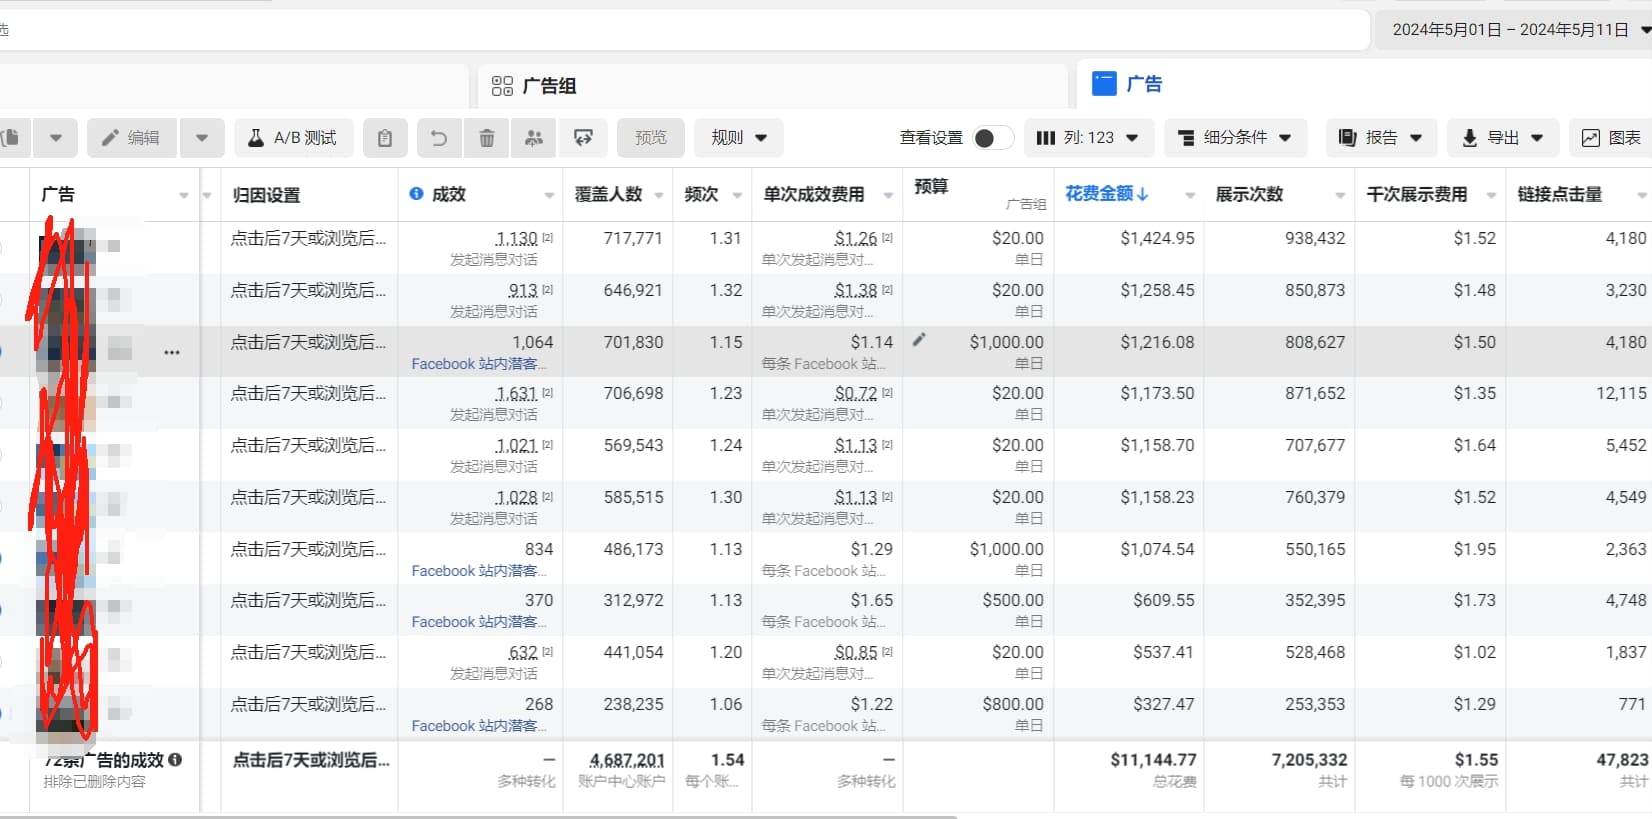 选
2024年5月01日 – 2024年5月11日
广告组
广告
编辑
A/B 测试
预览
规则
查看设置
列: 123
细分条件
报告
导出
图表
广告 归因设置 成效 覆盖人数 频次 单次成效费用 预算 花费金额↓ 展示次数 千次展示费用 链接点击量
广告组
点击后7天或浏览后... 1,130 [2] 717,771 1.31 $1.26 [2] $20.00 $1,424.95 938,432 $1.52 4,180
发起消息对话 单次发起消息对... 单日
点击后7天或浏览后... 913 [2] 646,921 1.32 $1.38 [2] $20.00 $1,258.45 850,873 $1.48 3,230
发起消息对话 单次发起消息对... 单日
点击后7天或浏览后... 1,064 701,830 1.15 $1.14 $1,000.00 $1,216.08 808,627 $1.50 4,180
Facebook 站内潜客... 每条 Facebook 站... 单日
点击后7天或浏览后... 1,631 [2] 706,698 1.23 $0.72 [2] $20.00 $1,173.50 871,652 $1.35 12,115
发起消息对话 单次发起消息对... 单日
点击后7天或浏览后... 1,021 [2] 569,543 1.24 $1.13 [2] $20.00 $1,158.70 707,677 $1.64 5,452
发起消息对话 单次发起消息对... 单日
点击后7天或浏览后... 1,028 [2] 585,515 1.30 $1.13 [2] $20.00 $1,158.23 760,379 $1.52 4,549
发起消息对话 单次发起消息对... 单日
点击后7天或浏览后... 834 486,173 1.13 $1.29 $1,000.00 $1,074.54 550,165 $1.95 2,363
Facebook 站内潜客... 每条 Facebook 站... 单日
点击后7天或浏览后... 370 312,972 1.13 $1.65 $500.00 $609.55 352,395 $1.73 4,748
Facebook 站内潜客... 每条 Facebook 站... 单日
点击后7天或浏览后... 632 [2] 441,054 1.20 $0.85 [2] $20.00 $537.41 528,468 $1.02 1,837
发起消息对话 单次发起消息对... 单日
点击后7天或浏览后... 268 238,235 1.06 $1.22 $800.00 $327.47 253,353 $1.29 771
Facebook 站内潜客... 每条 Facebook 站... 单日
72条广告的成效 点击后7天或浏览后... — 4,687,201 1.54 — $11,144.77 7,205,332 $1.55 47,823
排除已删除内容 多种转化 账户中心账户 每个账... 多种转化 总花费 共计 每 1000 次展示 共计